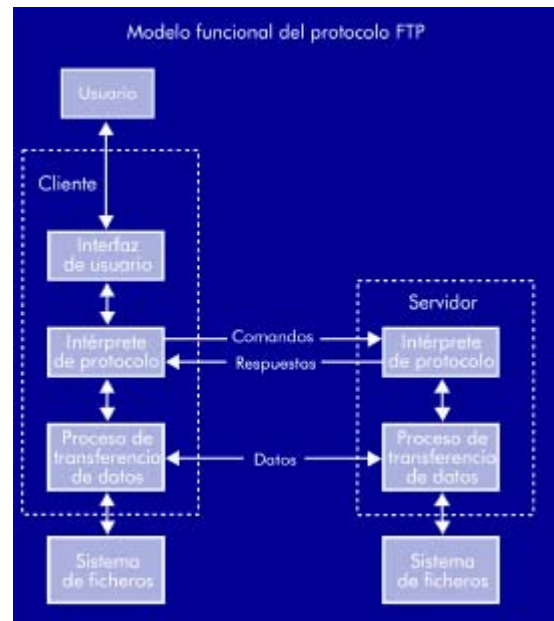 Modelo funcional del protocolo FTP
Usuario
Cliente
Interfaz
de usuario
Servidor
Intérprete
de protocolo
Comandos
Respuestas
Intérprete
de protocolo
Proceso de
transferencia
de datos
Datos
Proceso de
transferencia
de datos
Sistema
de ficheros
Sistema
de ficheros